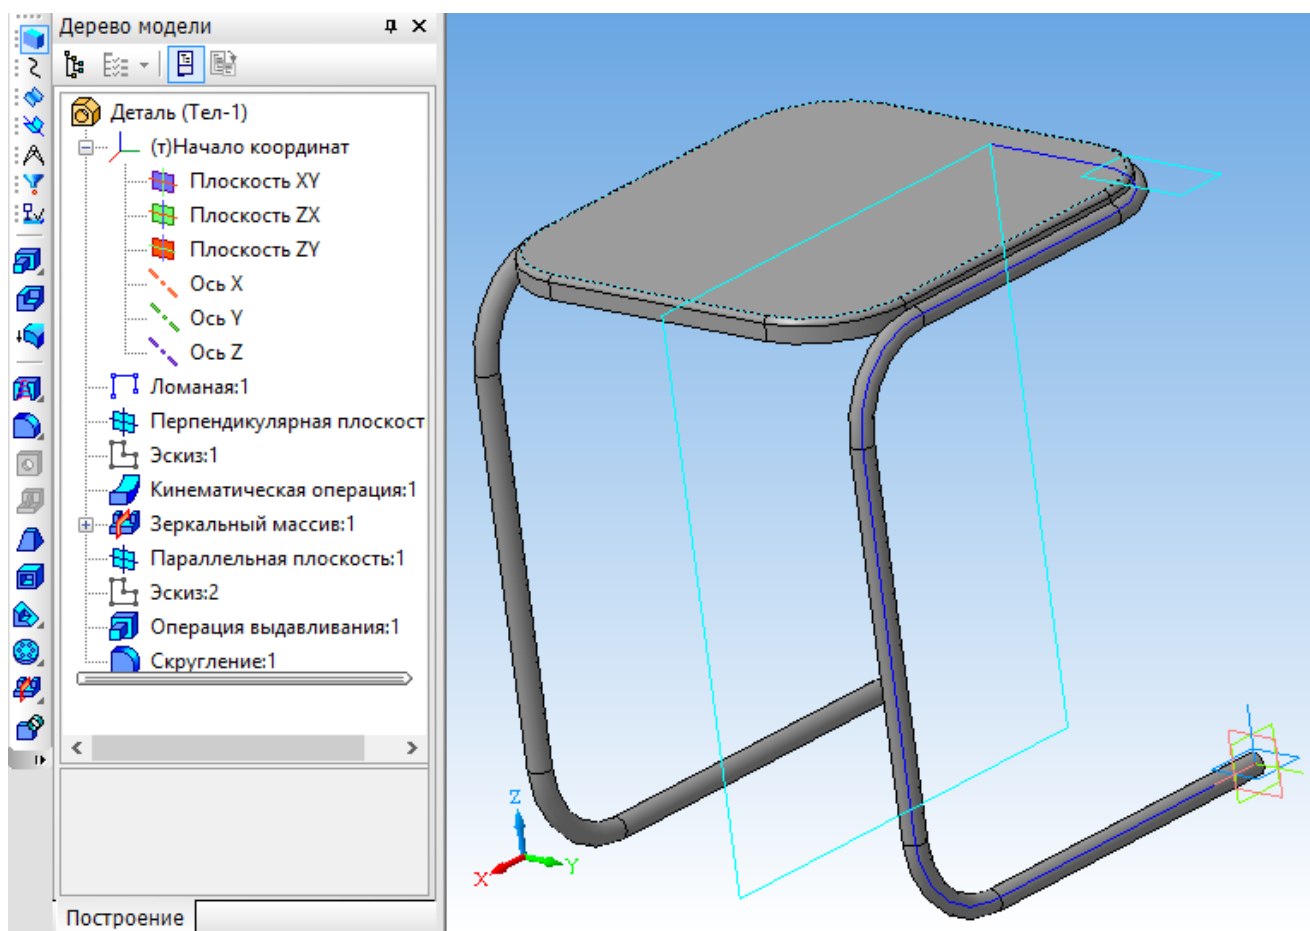 Дерево модели
Деталь (Тел-1)
(т)Начало координат
Плоскость XY
Плоскость ZX
Плоскость ZY
Ось X
Ось Y
Ось Z
Ломаная:1
Перпендикулярная плоскост
Эскиз:1
Кинематическая операция:1
Зеркальный массив:1
Параллельная плоскость:1
Эскиз:2
Операция выдавливания:1
Скругление:1
Построение
Z
X
Y